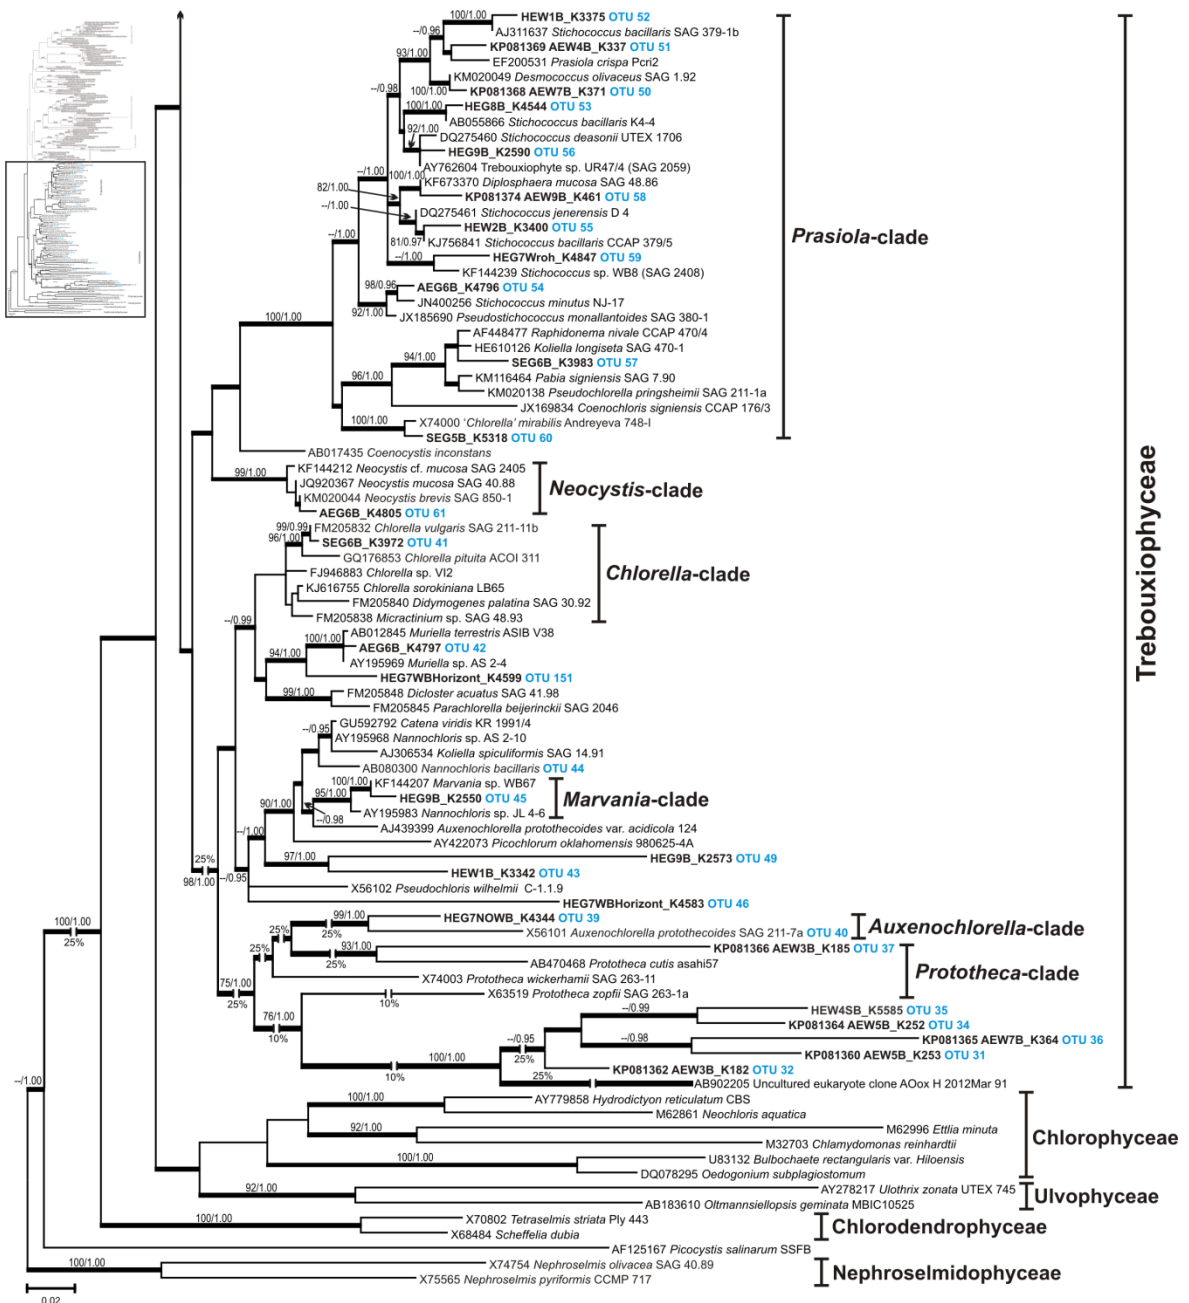 100/1.00
HEW1B_K3375 OTU 52
AJ311637 Stichococcus bacillaris SAG 379-1b
--/0.96
KP081369 AEW4B_K337 OTU 51
EF200531 Prasiola crispa Pcri2
93/1.00
KM020049 Desmococcus olivaceus SAG 1.92
100/1.00
KP081368 AEW7B_K371 OTU 50
--/0.98
HEG8B_K4544 OTU 53
100/1.00
AB055866 Stichococcus bacillaris K4-4
92/1.00
DQ275460 Stichococcus deasonii UTEX 1706
HEG9B_K2590 OTU 56
AY762604 Trebouxiophyte sp. UR47/4 (SAG 2059)
--/1.00
100/1.00
KF673370 Diplosphaera mucosa SAG 48.86
82/1.00
KP081374 AEW9B_K461 OTU 58
--/1.00
DQ275461 Stichococcus jenerensis D 4
HEW2B_K3400 OTU 55
81/0.97
KJ756841 Stichococcus bacillaris CCAP 379/5
Prasiola-clade
--/1.00
--/1.00
HEG7Wroh_K4847 OTU 59
KF144239 Stichococcus sp. WB8 (SAG 2408)
98/0.96
AEG6B_K4796 OTU 54
JN400256 Stichococcus minutus NJ-17
92/1.00
JX185690 Pseudostichococcus monallantoides SAG 380-1
100/1.00
AF448477 Raphidonema nivale CCAP 470/4
HE610126 Koliella longiseta SAG 470-1
94/1.00
SEG6B_K3983 OTU 57
96/1.00
KM116464 Pabia signiensis SAG 7.90
KM020138 Pseudochlorella pringsheimii SAG 211-1a
JX169834 Coenochloris signiensis CCAP 176/3
100/1.00
X74000 'Chlorella' mirabilis Andreyeva 748-I
SEG5B_K5318 OTU 60
AB017435 Coenocystis inconstans
99/1.00
KF144212 Neocystis cf. mucosa SAG 2405
JQ920367 Neocystis mucosa SAG 40.88
KM020044 Neocystis brevis SAG 850-1
AEG6B_K4805 OTU 61
Neocystis-clade
Trebouxiophyceae
99/0.99
FM205832 Chlorella vulgaris SAG 211-11b
96/1.00
SEG6B_K3972 OTU 41
GQ176853 Chlorella pituita ACOI 311
FJ946883 Chlorella sp. VI2
KJ616755 Chlorella sorokiniana LB65
FM205840 Didymogenes palatina SAG 30.92
FM205838 Micractinium sp. SAG 48.93
Chlorella-clade
--/0.99
AB012845 Muriella terrestris ASIB V38
100/1.00
AEG6B_K4797 OTU 42
94/1.00
AY195969 Muriella sp. AS 2-4
HEG7WBHorizont_K4599 OTU 151
99/1.00
FM205848 Dicloster acuatus SAG 41.98
FM205845 Parachlorella beijerinckii SAG 2046
GU592792 Catena viridis KR 1991/4
--/0.95
AY195968 Nannochloris sp. AS 2-10
AJ306534 Koliella spiculiformis SAG 14.91
AB080300 Nannochloris bacillaris OTU 44
100/1.00
KF144207 Marvania sp. WB67
95/1.00
HEG9B_K2550 OTU 45
90/1.00
AY195983 Nannochloris sp. JL 4-6
Marvania-clade
--/0.98
AJ439399 Auxenochlorella protothecoides var. acidicola 124
--/1.00
AY422073 Picochlorum oklahomensis 980625-4A
25%
98/1.00
97/1.00
HEG9B_K2573 OTU 49
HEW1B_K3342 OTU 43
--/0.95
X56102 Pseudochloris wilhelmii C-1.1.9
HEG7WBHorizont_K4583 OTU 46
99/1.00
25%
HEG7NOWB_K4344 OTU 39
X56101 Auxenochlorella protothecoides SAG 211-7a OTU 40
Auxenochlorella-clade
100/1.00
25%
25%
25%
93/1.00
25%
KP081366 AEW3B_K185 OTU 37
AB470468 Prototheca cutis asahi57
X74003 Prototheca wickerhamii SAG 263-11
Prototheca-clade
75/1.00
25%
X63519 Prototheca zopfii SAG 263-1a
10%
76/1.00
10%
--/0.99
HEW4SB_K5585 OTU 35
KP081364 AEW5B_K252 OTU 34
--/0.95
25%
--/0.98
KP081365 AEW7B_K364 OTU 36
KP081360 AEW5B_K253 OTU 31
100/1.00
10%
KP081362 AEW3B_K182 OTU 32
25%
AB902205 Uncultured eukaryote clone AOox H 2012Mar 91
--/1.00
100/1.00
AY779858 Hydrodictyon reticulatum CBS
M62861 Neochloris aquatica
92/1.00
M62996 Ettlia minuta
M32703 Chlamydomonas reinhardtii
Chlorophyceae
100/1.00
U83132 Bulbochaete rectangularis var. Hiloensis
DQ078295 Oedogonium subplagiostomum
92/1.00
AY278217 Ulothrix zonata UTEX 745
AB183610 Oltmannsiellopsis geminata MBIC10525
Ulvophyceae
100/1.00
X70802 Tetraselmis striata Ply 443
X68484 Scheffelia dubia
Chlorodendrophyceae
AF125167 Picocystis salinarum SSFB
100/1.00
X74754 Nephroselmis olivacea SAG 40.89
X75565 Nephroselmis pyriformis CCMP 717
Nephroselmidophyceae
0.02